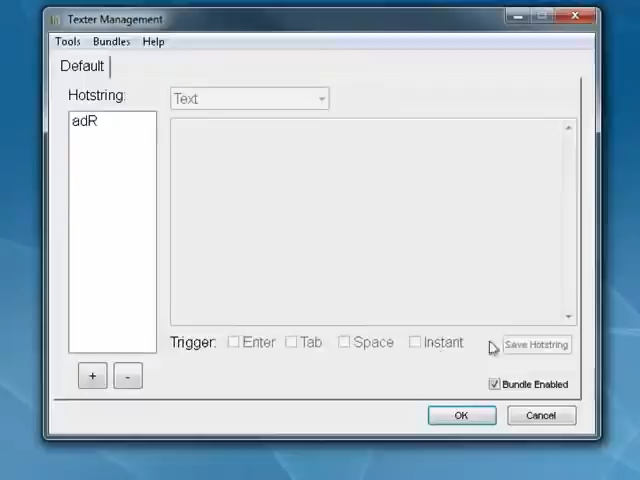 Texter Management
Tools Bundles Help
Default
Hotstring:
Text
adR
Trigger: Enter Tab Space Instant
Save Hotstring
+ -
Bundle Enabled
OK Cancel